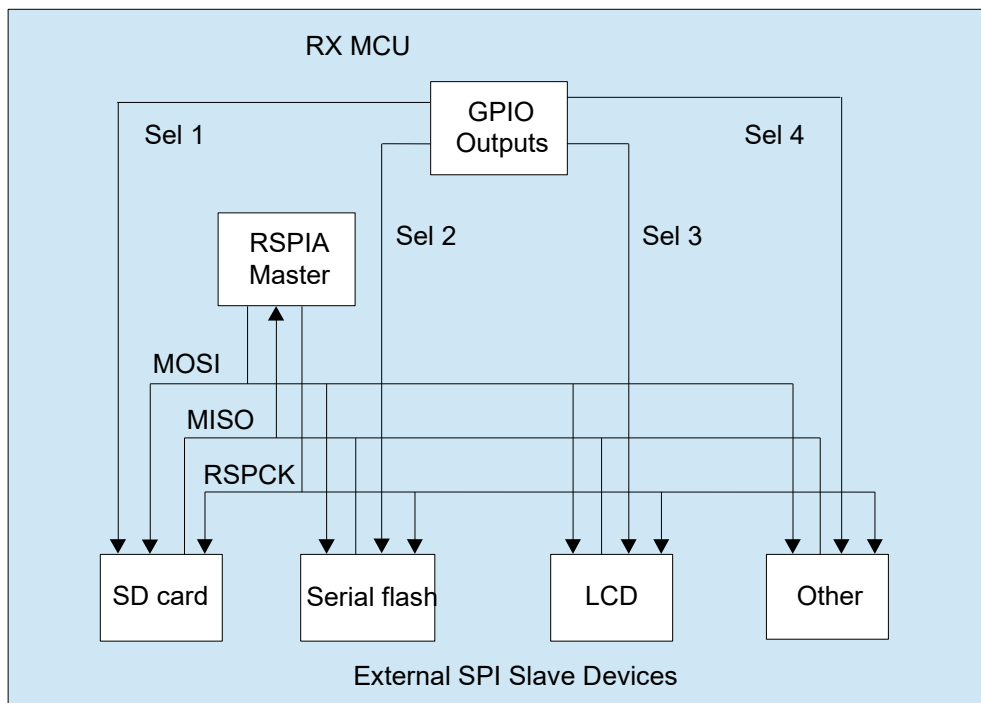 RX MCU
GPIO
Outputs
Sel 1
Sel 4
Sel 2
Sel 3
RSPIA
Master
MOSI
MISO
RSPCK
SD card
Serial flash
LCD
Other
External SPI Slave Devices